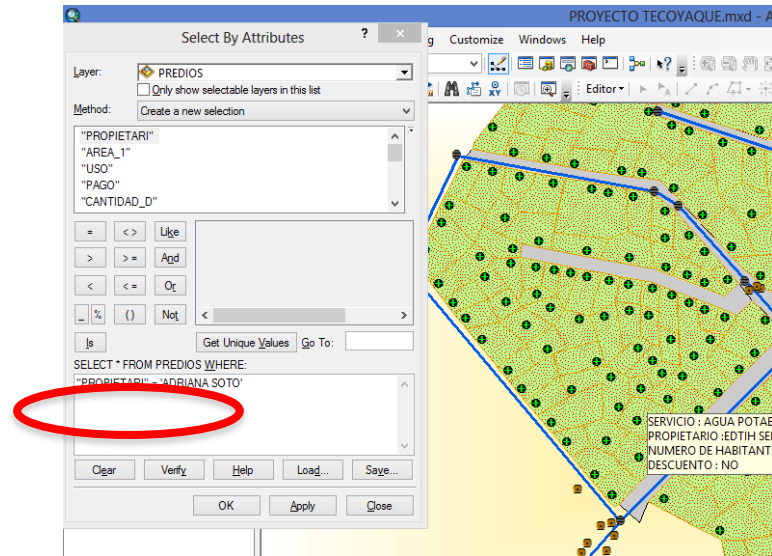 PROYECTO TECOYAQUE.mxd - A
Select By Attributes ? ×
g Customize Windows Help
Layer: PREDIOS
Only show selectable layers in this list
Method: Create a new selection
Editor
"PROPIETARI"
"AREA_1"
"USO"
"PAGO"
"CANTIDAD_D"
= < > Like
> > = And
< < = Or
_ % () Not
Is Get Unique Values Go To:
SELECT * FROM PREDIOS WHERE:
"PROPIETARI" = 'ADRIANA SOTO'
Clear Verify Help Load... Save...
OK Apply Close
SERVICIO : AGUA POTAB
PROPIETARIO :EDTIH SE
NUMERO DE HABITANT
DESCUENTO : NO